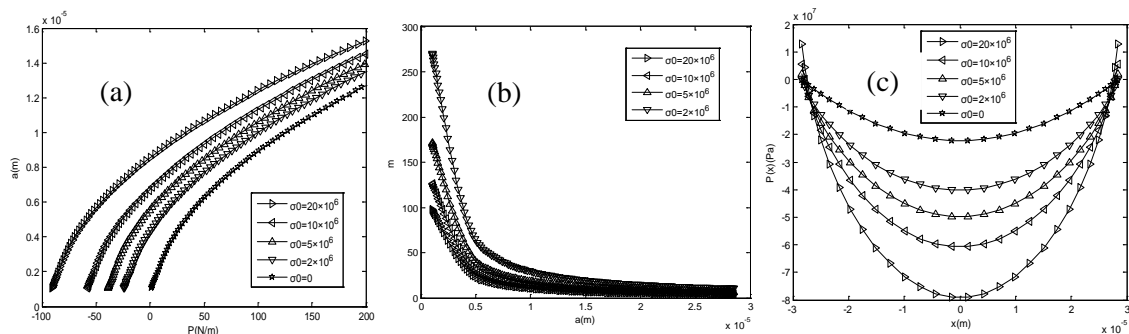 x 10⁻⁵
1.6
1.4
1.2
1
0.8
0.6
0.4
0.2
0
a(m)
(a)
σ0=20×10⁶
σ0=10×10⁶
σ0=5×10⁶
σ0=2×10⁶
σ0=0
-100 -50 0 50 100 150 200
P(N/m)
300
250
200
150
100
50
0
m
(b)
σ0=20×10⁶
σ0=10×10⁶
σ0=5×10⁶
σ0=2×10⁶
0 0.5 1 1.5 2 2.5 3
a(m)
x 10⁻⁵
x 10⁷
2
1
0
-1
-2
-3
-4
-5
-6
-7
-8
P(x)(Pa)
(c)
σ0=20×10⁶
σ0=10×10⁶
σ0=5×10⁶
σ0=2×10⁶
σ0=0
-3 -2 -1 0 1 2 3
x(m)
x 10⁻⁵